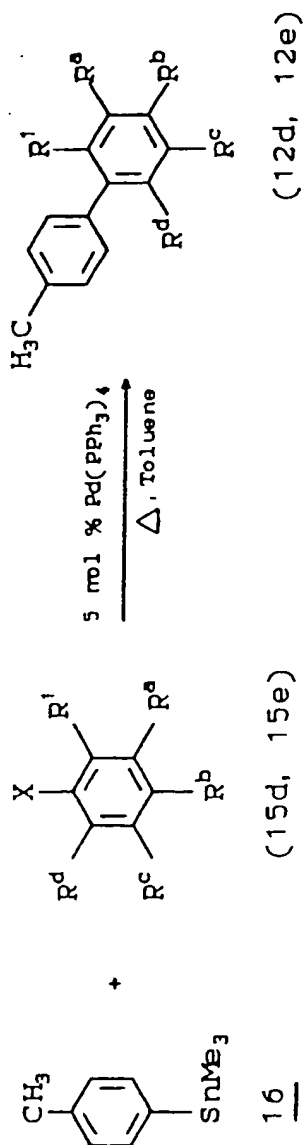 CH₃
SnMe₃
16
+
X
Rᵈ R¹
Rᶜ Rᵃ
Rᵇ
(15d, 15e)
5 mol % Pd(PPh₃)₄
△, Toluene
H₃C
R¹ Rᵃ
Rᵈ Rᵇ
Rᶜ
(12d, 12e)